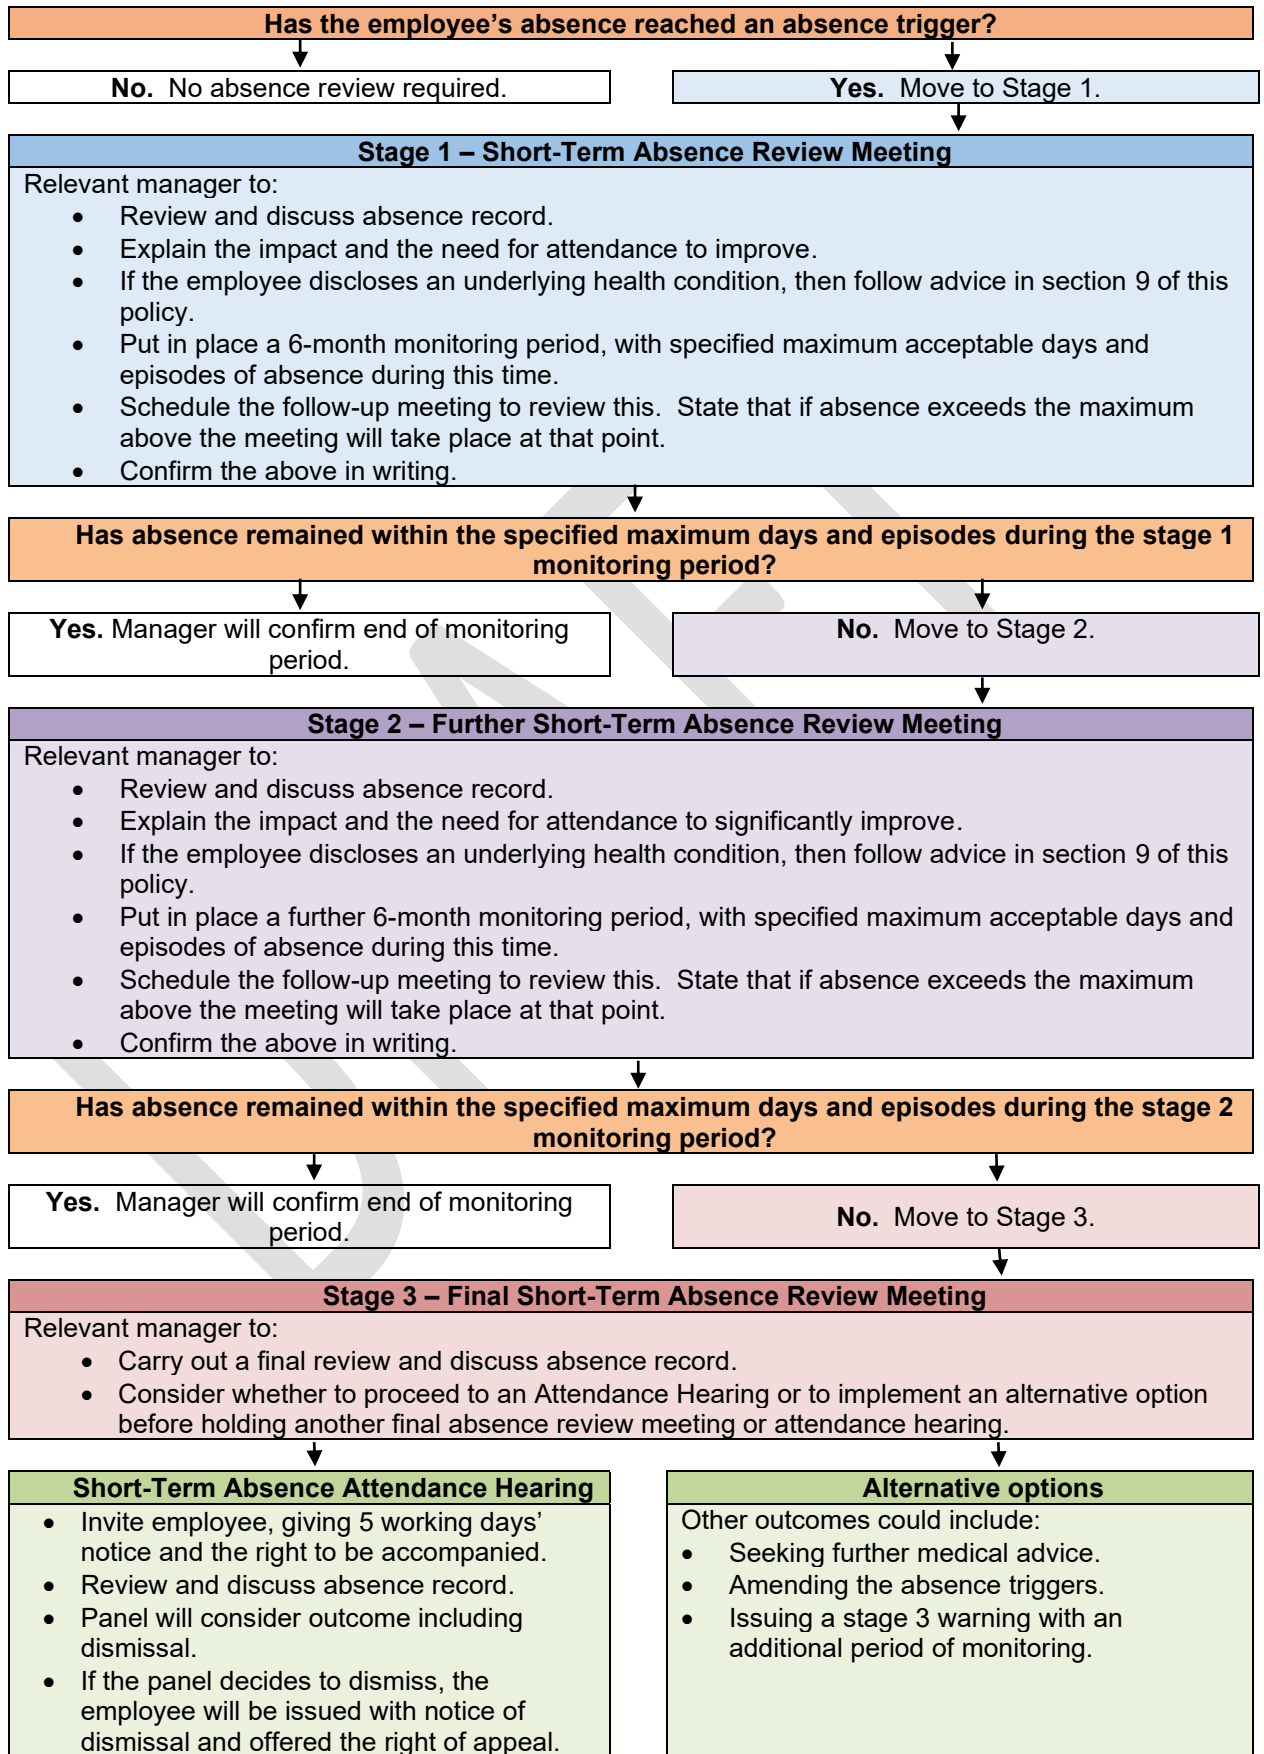 Has the employee’s absence reached an absence trigger?
No.  No absence review required.
Yes.  Move to Stage 1.
Stage 1 – Short-Term Absence Review Meeting
Relevant manager to:
• Review and discuss absence record.
• Explain the impact and the need for attendance to improve.
• If the employee discloses an underlying health condition, then follow advice in section 9 of this
policy.
• Put in place a 6-month monitoring period, with specified maximum acceptable days and
episodes of absence during this time.
• Schedule the follow-up meeting to review this.  State that if absence exceeds the maximum
above the meeting will take place at that point.
• Confirm the above in writing.
Has absence remained within the specified maximum days and episodes during the stage 1
monitoring period?
Yes. Manager will confirm end of monitoring
period.
No.  Move to Stage 2.
Stage 2 – Further Short-Term Absence Review Meeting
Relevant manager to:
• Review and discuss absence record.
• Explain the impact and the need for attendance to significantly improve.
• If the employee discloses an underlying health condition, then follow advice in section 9 of this
policy.
• Put in place a further 6-month monitoring period, with specified maximum acceptable days and
episodes of absence during this time.
• Schedule the follow-up meeting to review this.  State that if absence exceeds the maximum
above the meeting will take place at that point.
• Confirm the above in writing.
Has absence remained within the specified maximum days and episodes during the stage 2
monitoring period?
Yes.  Manager will confirm end of monitoring
period.
No.  Move to Stage 3.
Stage 3 – Final Short-Term Absence Review Meeting
Relevant manager to:
• Carry out a final review and discuss absence record.
• Consider whether to proceed to an Attendance Hearing or to implement an alternative option
before holding another final absence review meeting or attendance hearing.
Short-Term Absence Attendance Hearing
• Invite employee, giving 5 working days’
notice and the right to be accompanied.
• Review and discuss absence record.
• Panel will consider outcome including
dismissal.
• If the panel decides to dismiss, the
employee will be issued with notice of
dismissal and offered the right of appeal.
Alternative options
Other outcomes could include:
• Seeking further medical advice.
• Amending the absence triggers.
• Issuing a stage 3 warning with an
additional period of monitoring.
DRAFT